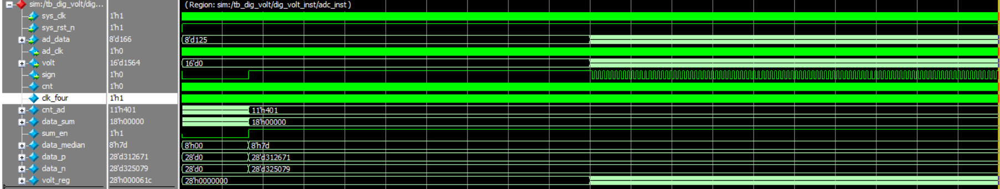 sim:/tb_dig_volt/dig... (Region: sim:/tb_dig_volt/dig_volt_inst/adc_inst )
sys_clk 1'h1
sys_rst_n 1'h1
ad_data 8'd166 8'd125
ad_clk 1'h0
volt 16'd1564 16'd0
sign 1'h0
cnt 1'h0
clk_four 1'h1
cnt_ad 11'h401 11'h401
data_sum 18'h00000 18'h00000
sum_en 1'h1
data_median 8'h7d 8'h00 8'h7d
data_p 28'd312671 28'd0 28'd312671
data_n 28'd325079 28'd0 28'd325079
volt_reg 28'h000061c 28'h0000000